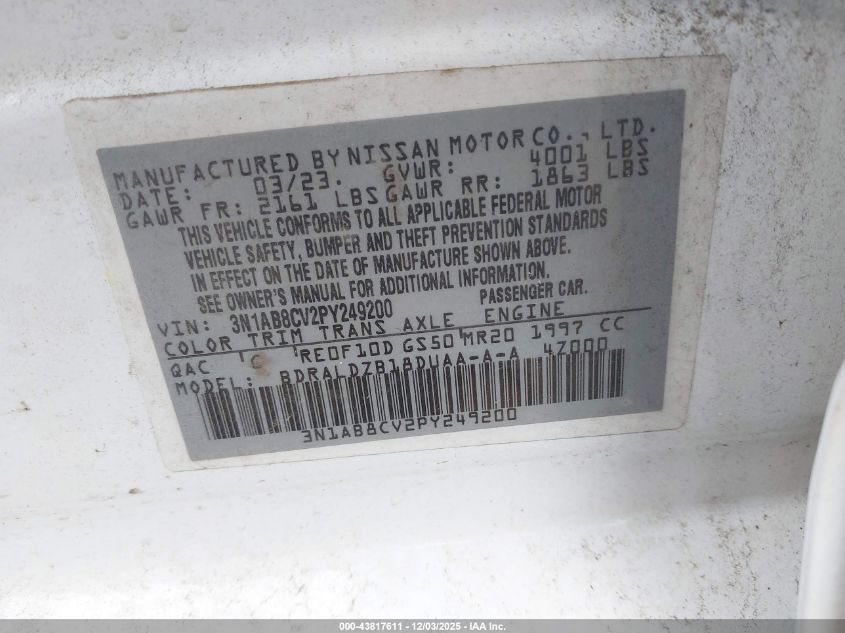 MANUFACTURED BY NISSAN MOTOR CO., LTD.
DATE: 03/23. GVWR: 4001 LBS
GAWR FR: 2161 LBS GAWR RR: 1863 LBS
THIS VEHICLE CONFORMS TO ALL APPLICABLE FEDERAL MOTOR
VEHICLE SAFETY, BUMPER AND THEFT PREVENTION STANDARDS
IN EFFECT ON THE DATE OF MANUFACTURE SHOWN ABOVE.
SEE OWNER'S MANUAL FOR ADDITIONAL INFORMATION.
VIN: 3N1AB8CV2PY249200 PASSENGER CAR.
COLOR TRIM TRANS AXLE ENGINE
QAC G RE0F10D GS50 MR20 1997 CC
MODEL: BDRALDZB18DUAA-A-A 4Z000
3N1AB8CV2PY249200
000-43817611 - 12/03/2025 - IAA Inc.